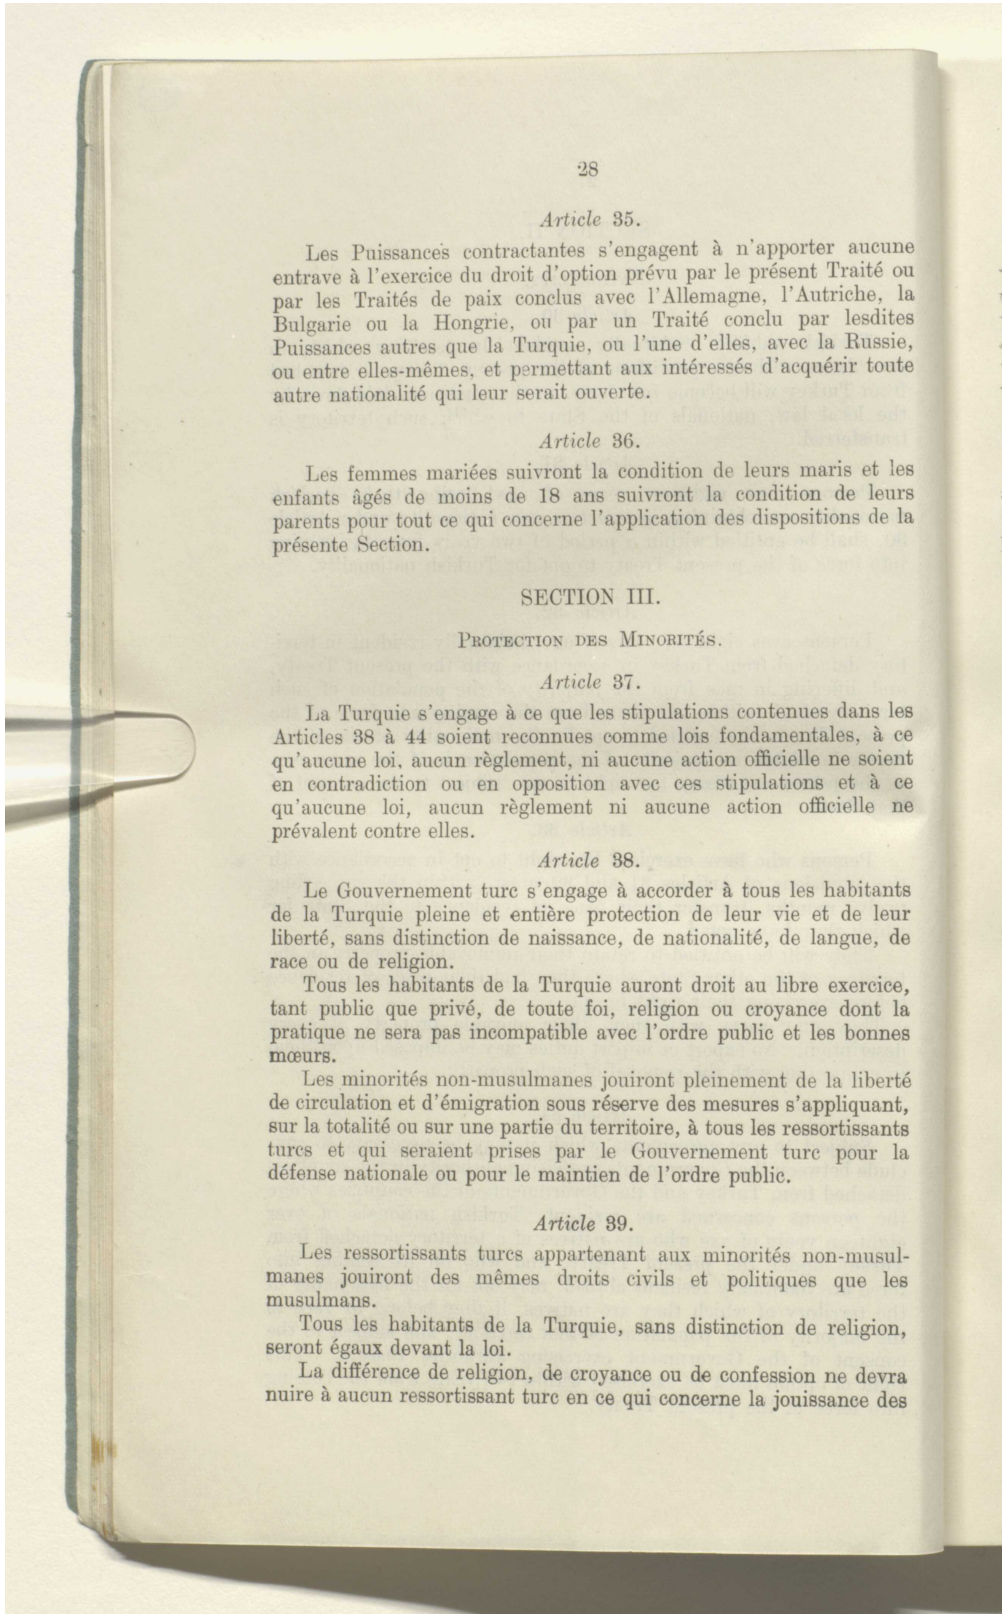 28
Article 35.
Les Puissances contractantes s'engagent à n'apporter aucune
entrave à l'exercice du droit d'option prévu par le présent Traité ou
par les Traités de paix conclus avec l'Allemagne, l'Autriche, la
Bulgarie ou la Hongrie, ou par un Traité conclu par lesdites
Puissances autres que la Turquie, ou l'une d'elles, avec la Russie,
ou entre elles-mêmes, et permettant aux intéressés d'acquérir toute
autre nationalité qui leur serait ouverte.
Article 36.
Les femmes mariées suivront la condition de leurs maris et les
enfants âgés de moins de 18 ans suivront la condition de leurs
parents pour tout ce qui concerne l'application des dispositions de la
présente Section.
SECTION III.
PROTECTION DES MINORITÉS.
Article 37.
La Turquie s'engage à ce que les stipulations contenues dans les
Articles 38 à 44 soient reconnues comme lois fondamentales, à ce
qu'aucune loi, aucun règlement, ni aucune action officielle ne soient
en contradiction ou en opposition avec ces stipulations et à ce
qu'aucune loi, aucun règlement ni aucune action officielle ne
prévalent contre elles.
Article 38.
Le Gouvernement turc s'engage à accorder à tous les habitants
de la Turquie pleine et entière protection de leur vie et de leur
liberté, sans distinction de naissance, de nationalité, de langue, de
race ou de religion.
Tous les habitants de la Turquie auront droit au libre exercice,
tant public que privé, de toute foi, religion ou croyance dont la
pratique ne sera pas incompatible avec l'ordre public et les bonnes
mœurs.
Les minorités non-musulmanes jouiront pleinement de la liberté
de circulation et d'émigration sous réserve des mesures s'appliquant,
sur la totalité ou sur une partie du territoire, à tous les ressortissants
turcs et qui seraient prises par le Gouvernement turc pour la
défense nationale ou pour le maintien de l'ordre public.
Article 39.
Les ressortissants turcs appartenant aux minorités non-musul-
manes jouiront des mêmes droits civils et politiques que les
musulmans.
Tous les habitants de la Turquie, sans distinction de religion,
seront égaux devant la loi.
La différence de religion, de croyance ou de confession ne devra
nuire à aucun ressortissant turc en ce qui concerne la jouissance des